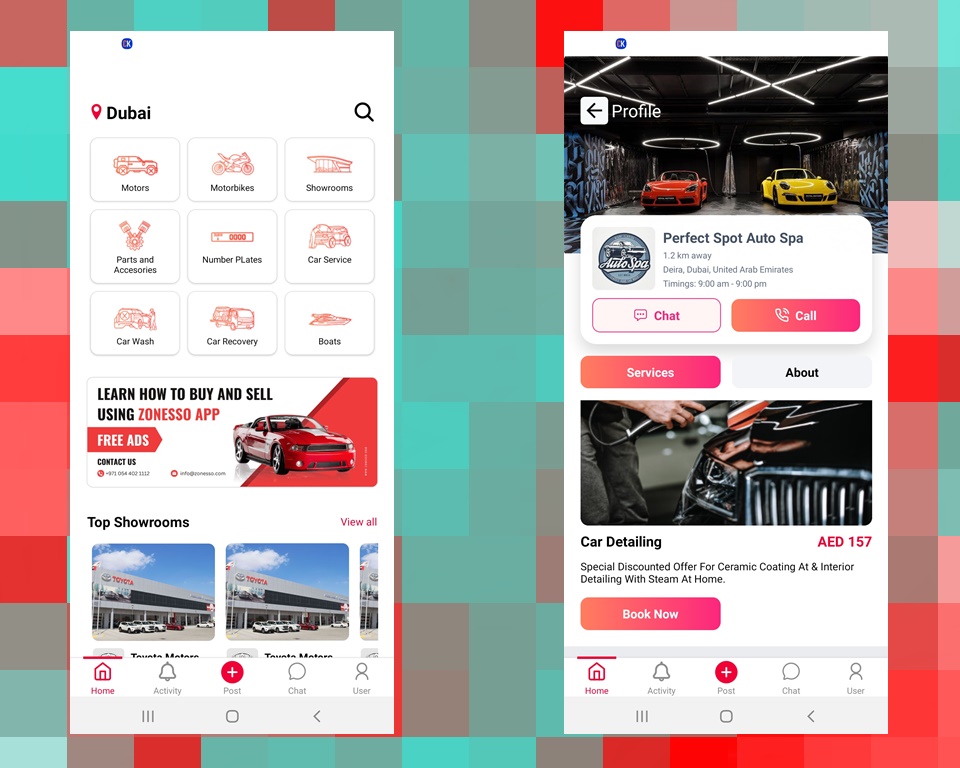 Dubai
Motors
Motorbikes
Showrooms
Parts and
Accesories
0000
Number PLates
Car Service
Car Wash
Car Recovery
Boats
LEARN HOW TO BUY AND SELL
USING ZONESSO APP
FREE ADS
CONTACT US
+971 054 402 1112
info@zonesso.com
Top Showrooms
View all
TOYOTA
TOYOTA
Toyota Motors
Toyota Motors
Home
Activity
Post
Chat
User
Profile
Auto Spa
Perfect Spot Auto Spa
1.2 km away
Deira, Dubai, United Arab Emirates
Timings: 9:00 am - 9:00 pm
Chat
Call
Services
About
Car Detailing
AED 157
Special Discounted Offer For Ceramic Coating At & Interior
Detailing With Steam At Home.
Book Now
Home
Activity
Post
Chat
User